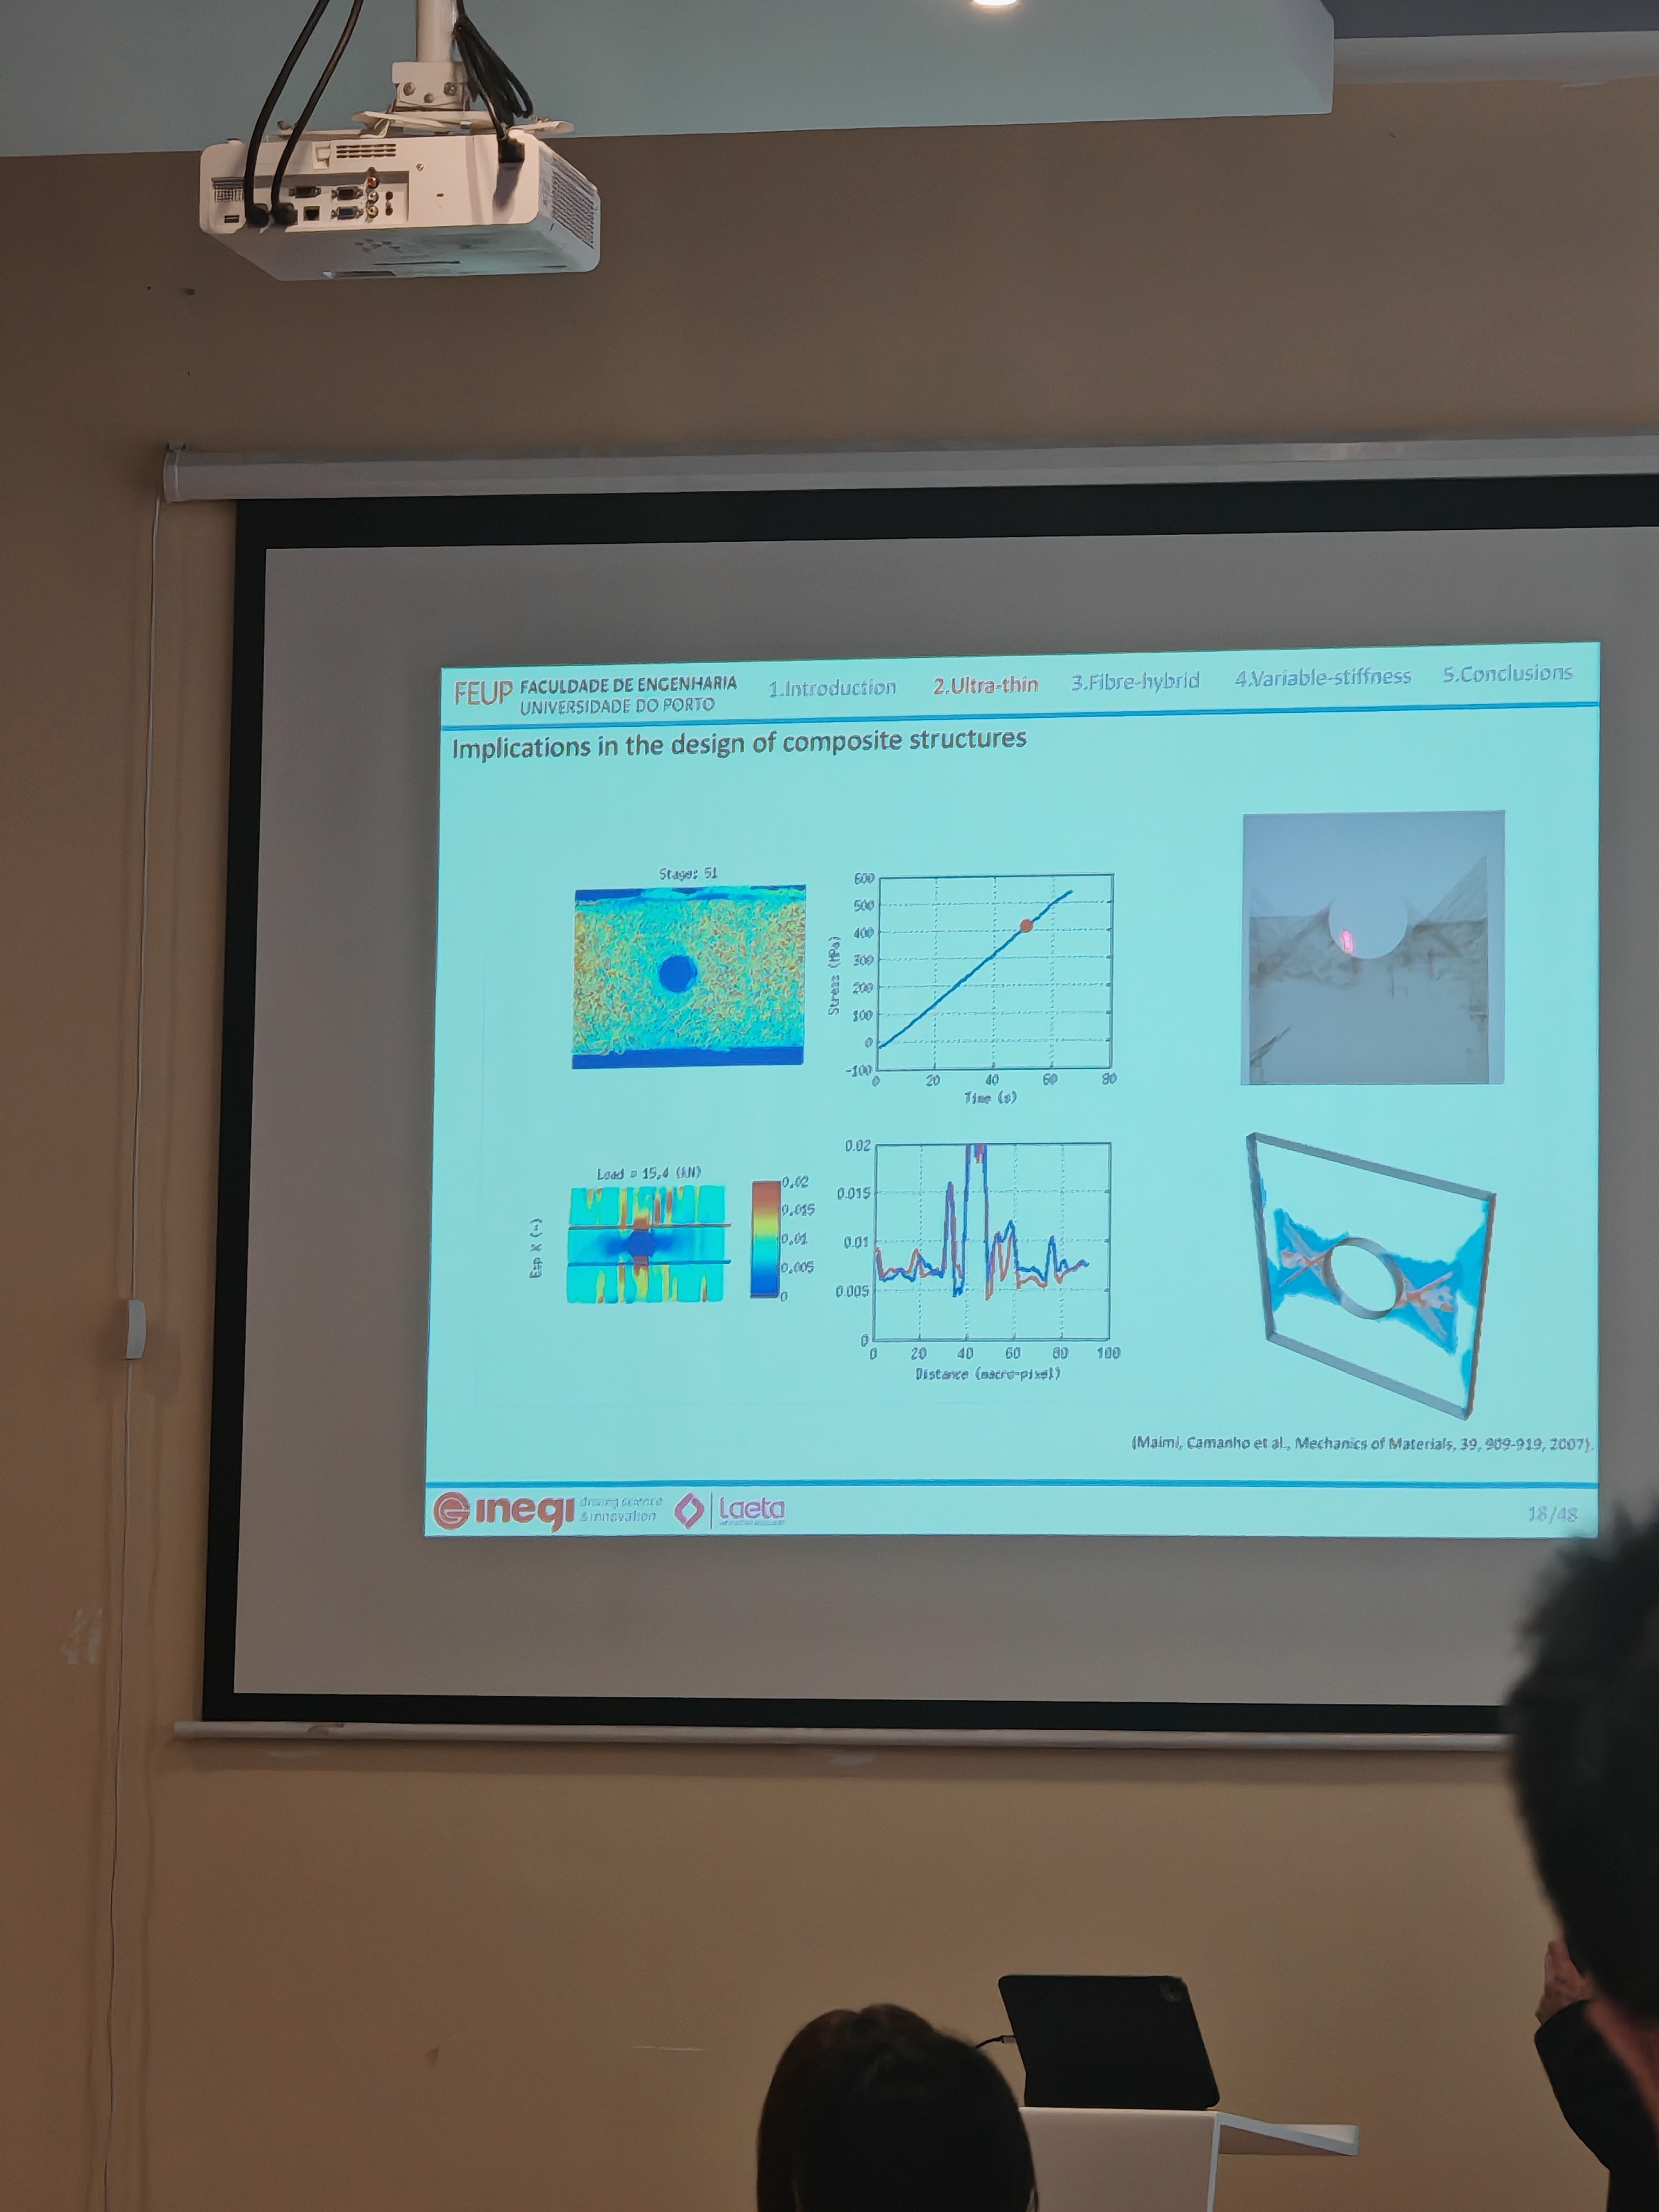 FEUP FACULDADE DE ENGENHARIA
UNIVERSIDADE DO PORTO
1.Introduction 2.Ultra-thin 3.Fibre-hybrid 4.Variable-stiffness 5.Conclusions
Implications in the design of composite structures
Stage: 51
600
500
400
300
200
100
0
-100
Stress (MPa)
0 20 40 60 80
Time (s)
Load = 15,4 (kN)
0.02
0.015
0.01
0.005
0
0.02
0.015
0.01
0.005
0
0 20 40 60 80 100
Distance (macro-pixel)
(Maimí, Camanho et al., Mechanics of Materials, 39, 909-919, 2007).
inegi driving science
& innovation
Laeta
18/48